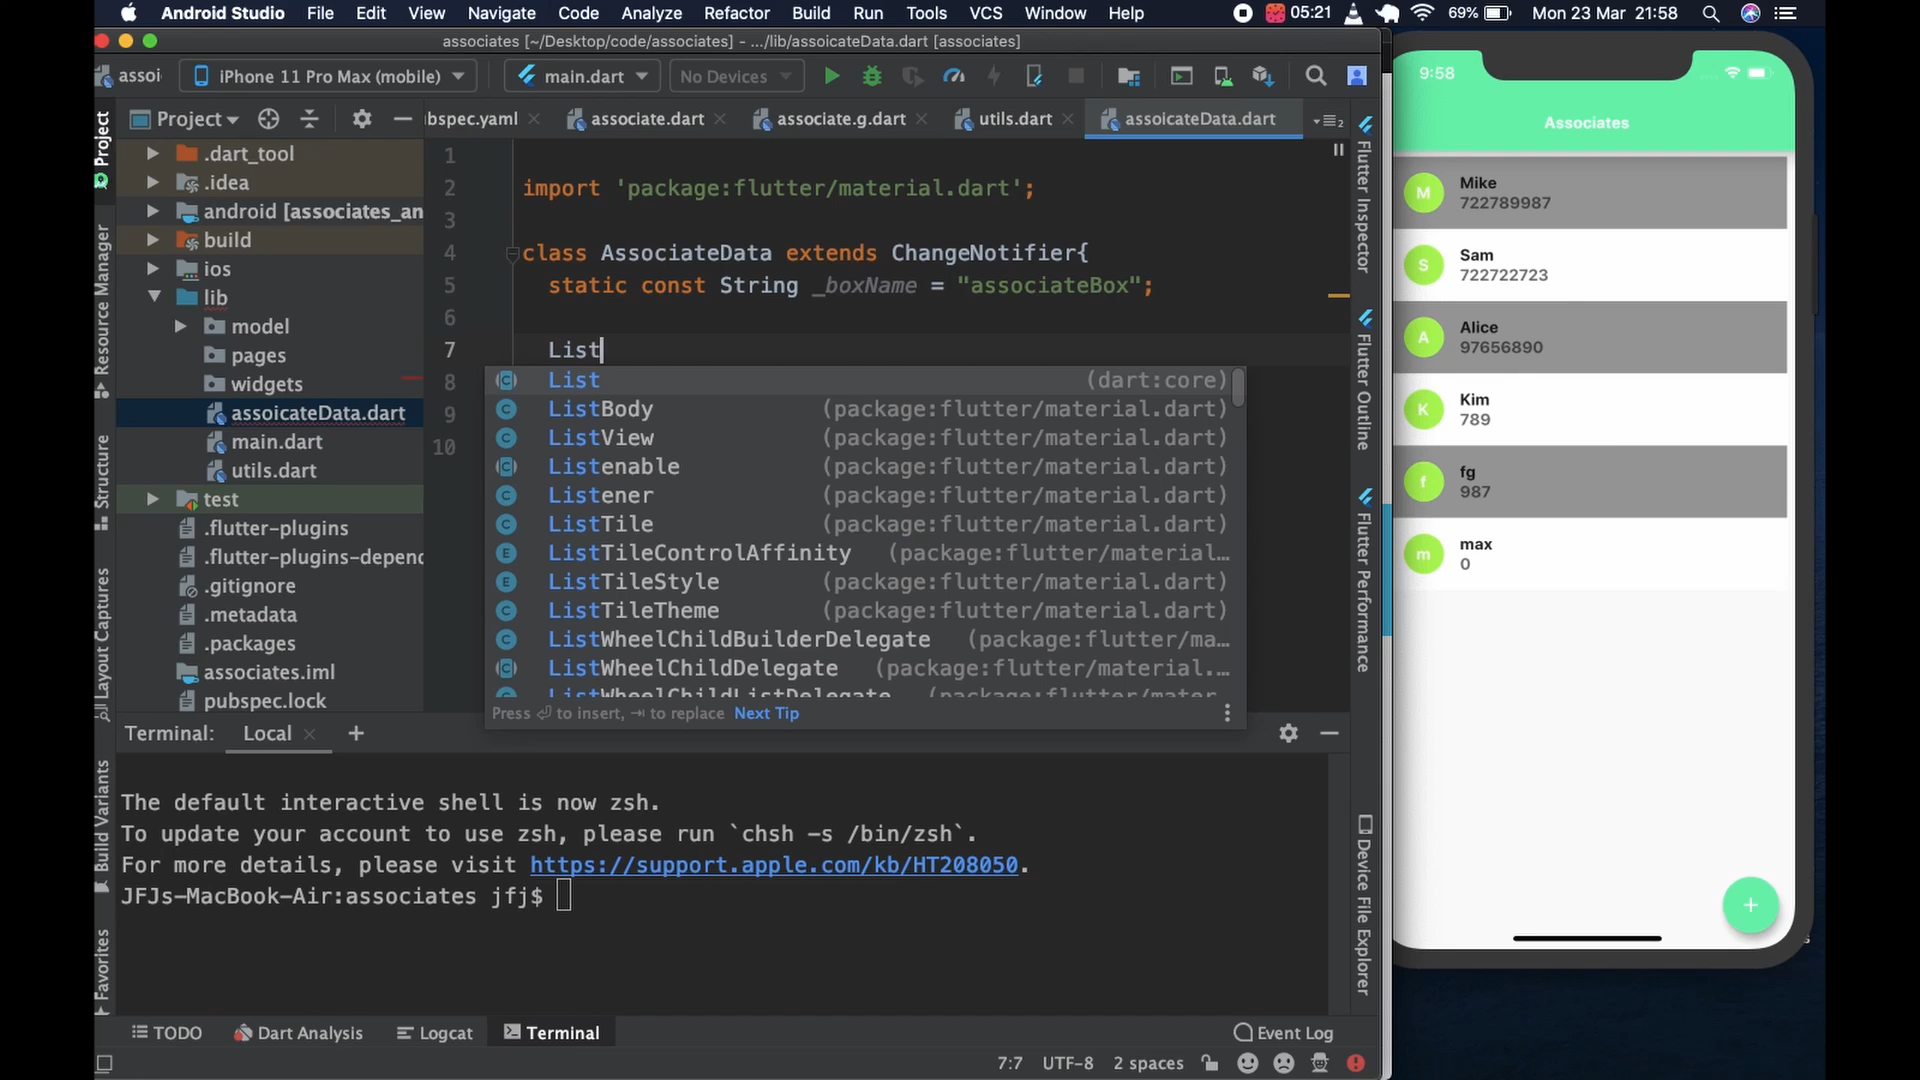 Android Studio File Edit View Navigate Code Analyze Refactor Build Run Tools VCS Window Help 05:21 69% Mon 23 Mar 21:58
associates [~/Desktop/code/associates] - .../lib/assoicateData.dart [associates]
assoi iPhone 11 Pro Max (mobile) main.dart No Devices
Project bspec.yaml associate.dart associate.g.dart utils.dart assoicateData.dart
Project
Resource Manager
Structure
Layout Captures
Build Variants
Favorites
.dart_tool
.idea
android [associates_an
build
ios
lib
model
pages
widgets
assoicateData.dart
main.dart
utils.dart
test
.flutter-plugins
.flutter-plugins-depend
.gitignore
.metadata
.packages
associates.iml
pubspec.lock
1
2 import 'package:flutter/material.dart';
3
4 class AssociateData extends ChangeNotifier{
5 static const String _boxName = "associateBox";
6
7 List
8
9
10
List (dart:core)
ListBody (package:flutter/material.dart)
ListView (package:flutter/material.dart)
Listenable (package:flutter/material.dart)
Listener (package:flutter/material.dart)
ListTile (package:flutter/material.dart)
ListTileControlAffinity (package:flutter/material...
ListTileStyle (package:flutter/material.dart)
ListTileTheme (package:flutter/material.dart)
ListWheelChildBuilderDelegate (package:flutter/ma...
ListWheelChildDelegate (package:flutter/material....
ListWheelChildListDelegate (package:flutter/mater
Press ⏎ to insert, ⇥ to replace Next Tip
Flutter Inspector
Flutter Outline
Flutter Performance
Device File Explorer
Terminal: Local +
The default interactive shell is now zsh.
To update your account to use zsh, please run `chsh -s /bin/zsh`.
For more details, please visit https://support.apple.com/kb/HT208050.
JFJs-MacBook-Air:associates jfj$
TODO Dart Analysis Logcat Terminal Event Log
7:7 UTF-8 2 spaces
9:58
Associates
M Mike
722789987
S Sam
722722723
A Alice
97656890
K Kim
789
f fg
987
m max
0
+